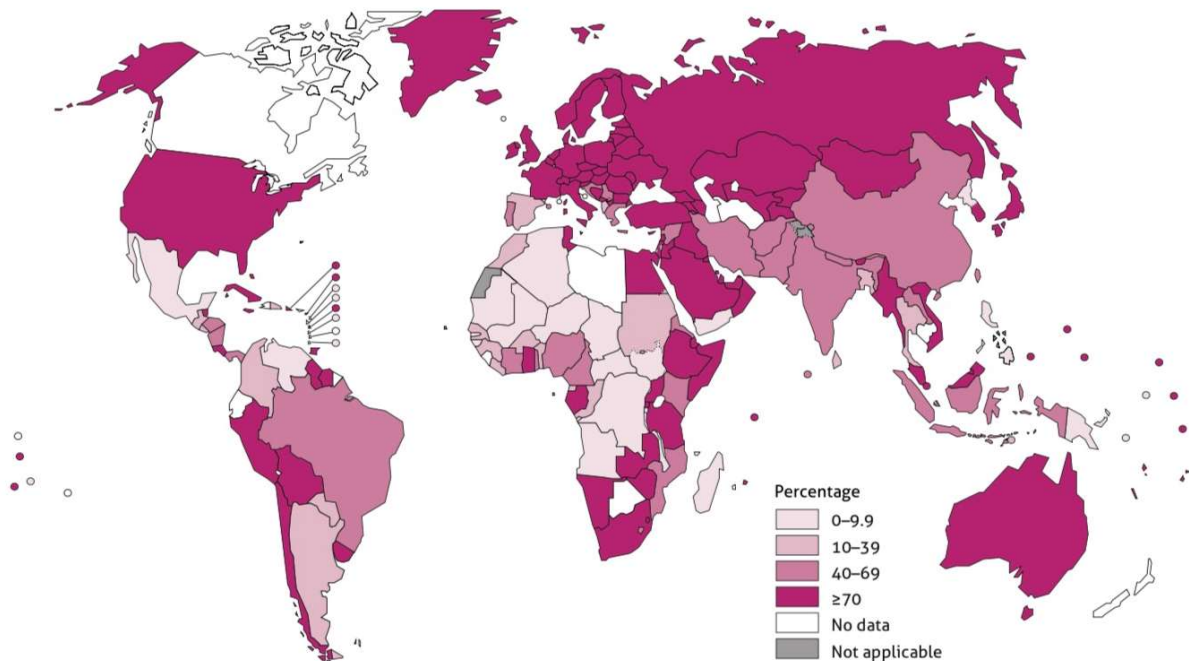 Percentage
0–9.9
10–39
40–69
≥70
No data
Not applicable